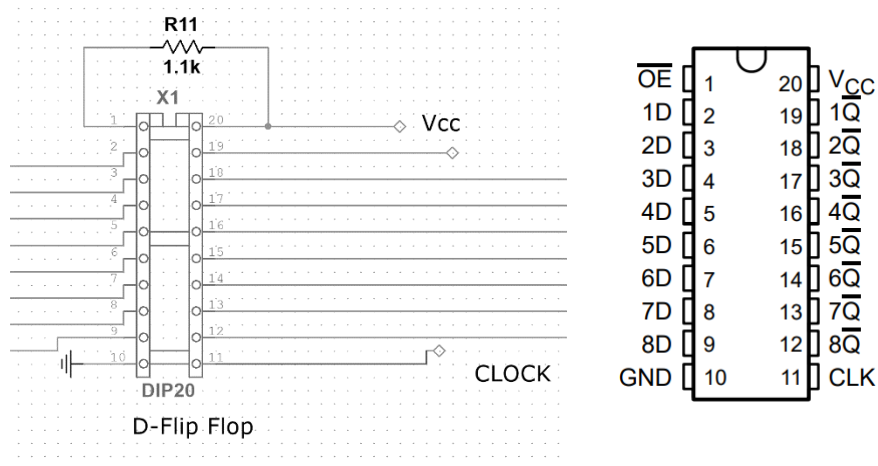 R11
1.1k
X1
1 20 Vcc
2 19
3 18
4 17
5 16
6 15
7 14
8 13
9 12
10 11
CLOCK
DIP20
D-Flip Flop
O̅E̅ 1 20 VCC
1D 2 19 1Q̅
2D 3 18 2Q̅
3D 4 17 3Q̅
4D 5 16 4Q̅
5D 6 15 5Q̅
6D 7 14 6Q̅
7D 8 13 7Q̅
8D 9 12 8Q̅
GND 10 11 CLK